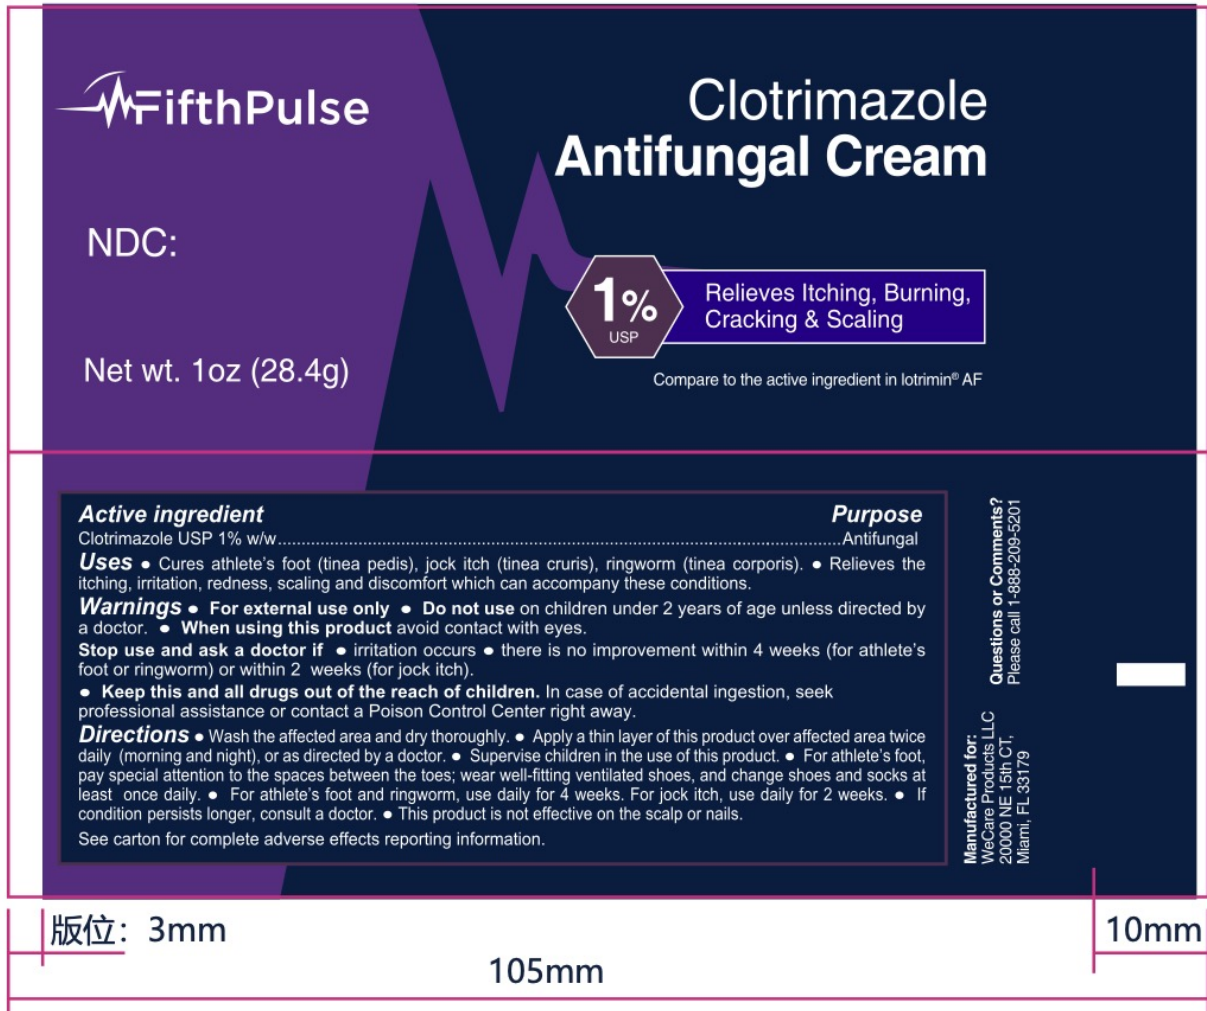 FifthPulse
Clotrimazole
Antifungal Cream
NDC:
1%
USP
Relieves Itching, Burning,
Cracking & Scaling
Net wt. 1oz (28.4g)
Compare to the active ingredient in lotrimin® AF
Active ingredient Purpose
Clotrimazole USP 1% w/w........................................................................................................Antifungal
Uses ● Cures athlete’s foot (tinea pedis), jock itch (tinea cruris), ringworm (tinea corporis). ● Relieves the
itching, irritation, redness, scaling and discomfort which can accompany these conditions.
Warnings ● For external use only ● Do not use on children under 2 years of age unless directed by
a doctor. ● When using this product avoid contact with eyes.
Stop use and ask a doctor if ● irritation occurs ● there is no improvement within 4 weeks (for athlete’s
foot or ringworm) or within 2 weeks (for jock itch).
● Keep this and all drugs out of the reach of children. In case of accidental ingestion, seek
professional assistance or contact a Poison Control Center right away.
Directions ● Wash the affected area and dry thoroughly. ● Apply a thin layer of this product over affected area twice
daily (morning and night), or as directed by a doctor. ● Supervise children in the use of this product. ● For athlete’s foot,
pay special attention to the spaces between the toes; wear well-fitting ventilated shoes, and change shoes and socks at
least once daily. ● For athlete’s foot and ringworm, use daily for 4 weeks. For jock itch, use daily for 2 weeks. ● If
condition persists longer, consult a doctor. ● This product is not effective on the scalp or nails.
See carton for complete adverse effects reporting information.
Questions or Comments?
Please call 1-888-209-5201
Manufactured for:
WeCare Products LLC
20000 NE 15th CT,
Miami, FL 33179
版位：3mm
10mm
105mm